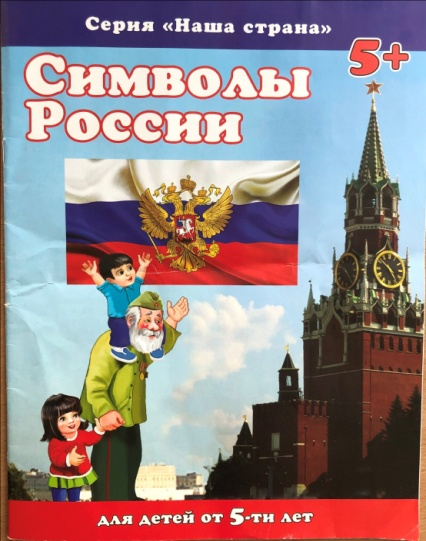 Серия «Наша страна»
5+
Символы
России
для детей от 5-ти лет